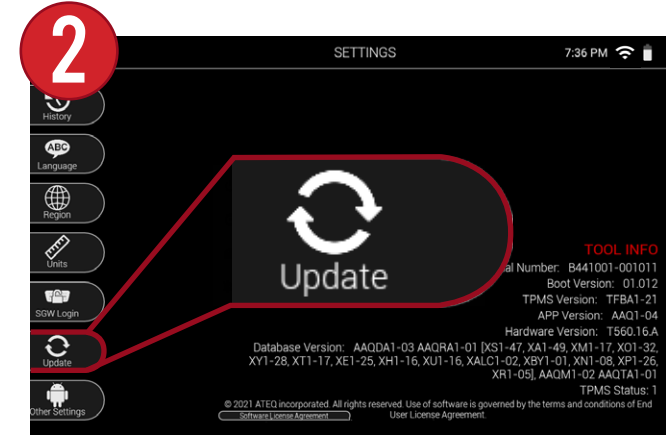 2
SETTINGS
7:36 PM
History
ABC
Language
Region
Units
SGW Login
Update
Other Settings
Update
TOOL INFO
al Number: B441001-001011
Boot Version: 01.012
TPMS Version: TFBA1-21
APP Version: AAQ1-04
Hardware Version: T560.16.A
Database Version: AAQDA1-03 AAQRA1-01 [XS1-47, XA1-49, XM1-17, XO1-32,
XY1-28, XT1-17, XE1-25, XH1-16, XU1-16, XALC1-02, XBY1-01, XN1-08, XP1-26,
XR1-05], AAQM1-02 AAQTA1-01
TPMS Status: 1
© 2021 ATEQ incorporated. All rights reserved. Use of software is governed by the terms and conditions of End
Software License Agreement User License Agreement.